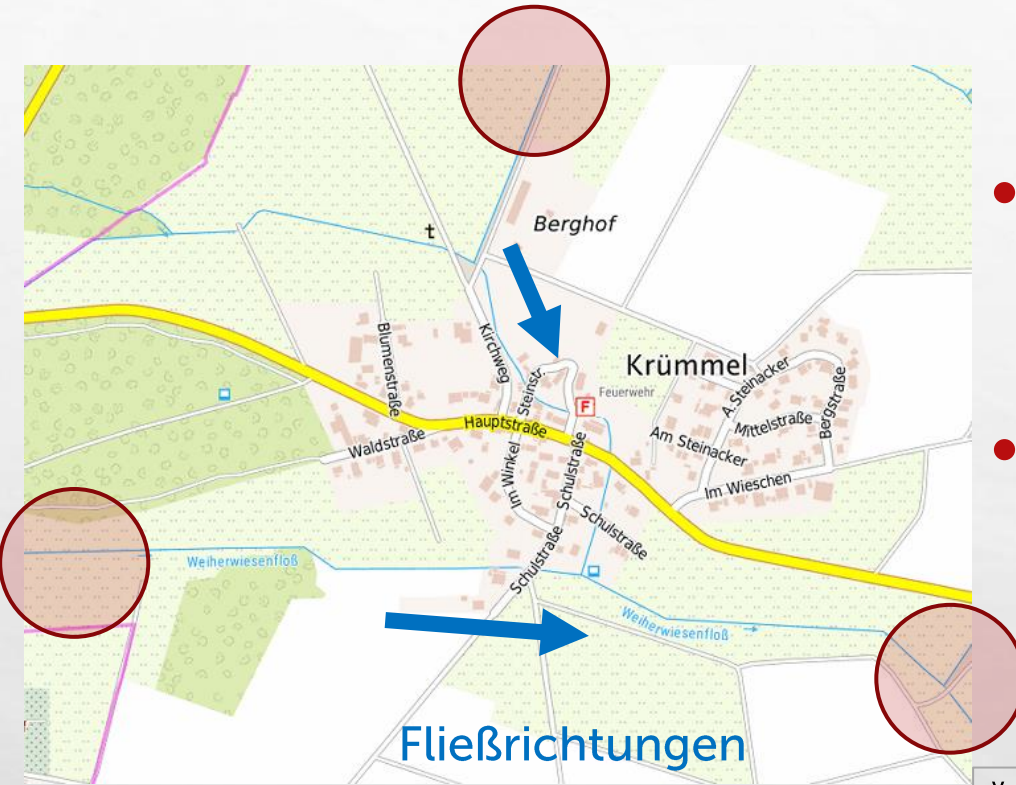 t
Berghof
Kirchweg
Blumenstraße
Steinstr.
Krümmel
Feuerwehr
F
A. Steinacker
Mittelstraße
Bergstraße
Hauptstraße
Waldstraße
Am Steinacker
Im Winkel
Schulstraße
Im Wieschen
Schulstraße
Weiherwiesenfloß
Schulstraße
Weiherwiesenfloß
Fließrichtungen